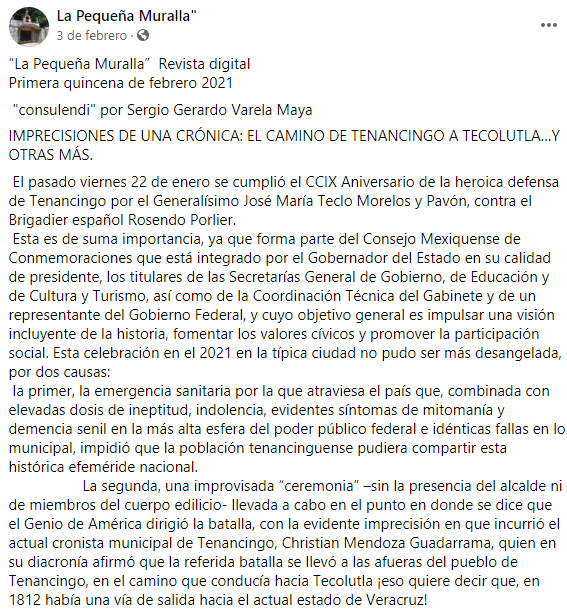 La Pequeña Muralla"
3 de febrero ·
“La Pequeña Muralla”  Revista digital
Primera quincena de febrero 2021
"consulendi" por Sergio Gerardo Varela Maya
IMPRECISIONES DE UNA CRÓNICA: EL CAMINO DE TENANCINGO A TECOLUTLA…Y
OTRAS MÁS.
El pasado viernes 22 de enero se cumplió el CCIX Aniversario de la heroica defensa
de Tenancingo por el Generalísimo José María Teclo Morelos y Pavón, contra el
Brigadier español Rosendo Porlier.
Esta es de suma importancia, ya que forma parte del Consejo Mexiquense de
Conmemoraciones que está integrado por el Gobernador del Estado en su calidad
de presidente, los titulares de las Secretarías General de Gobierno, de Educación y
de Cultura y Turismo, así como de la Coordinación Técnica del Gabinete y de un
representante del Gobierno Federal, y cuyo objetivo general es impulsar una visión
incluyente de la historia, fomentar los valores cívicos y promover la participación
social. Esta celebración en el 2021 en la típica ciudad no pudo ser más desangelada,
por dos causas:
la primer, la emergencia sanitaria por la que atraviesa el país que, combinada con
elevadas dosis de ineptitud, indolencia, evidentes síntomas de mitomanía y
demencia senil en la más alta esfera del poder público federal e idénticas fallas en lo
municipal, impidió que la población tenancinguense pudiera compartir esta
histórica efeméride nacional.
La segunda, una improvisada “ceremonia” –sin la presencia del alcalde ni
de miembros del cuerpo edilicio- llevada a cabo en el punto en donde se dice que
el Genio de América dirigió la batalla, con la evidente imprecisión en que incurrió el
actual cronista municipal de Tenancingo, Christian Mendoza Guadarrama, quien en
su diacronía afirmó que la referida batalla se llevó a las afueras del pueblo de
Tenancingo, en el camino que conducía hacia Tecolutla ¡eso quiere decir que, en
1812 había una vía de salida hacia el actual estado de Veracruz!